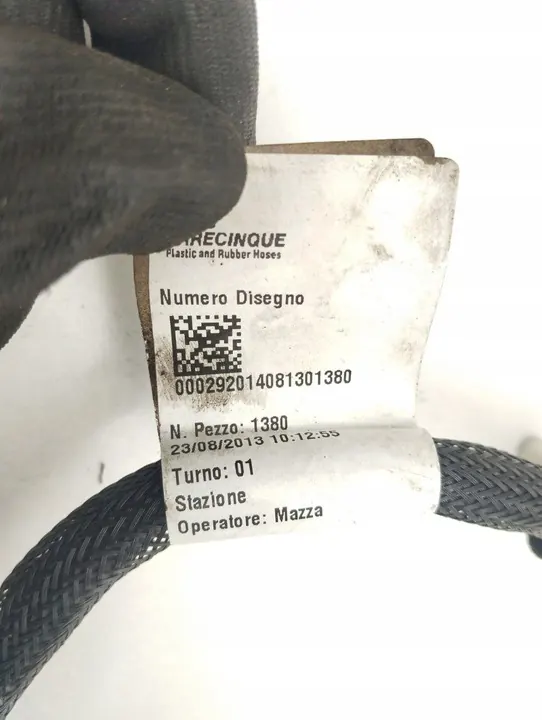 Plastic and Rubber Hoses
Numero Disegno
000292014081301380
N. Pezzo: 1380
23/08/2013 10:12:55
Turno: 01
Stazione
Operatore: Mazza